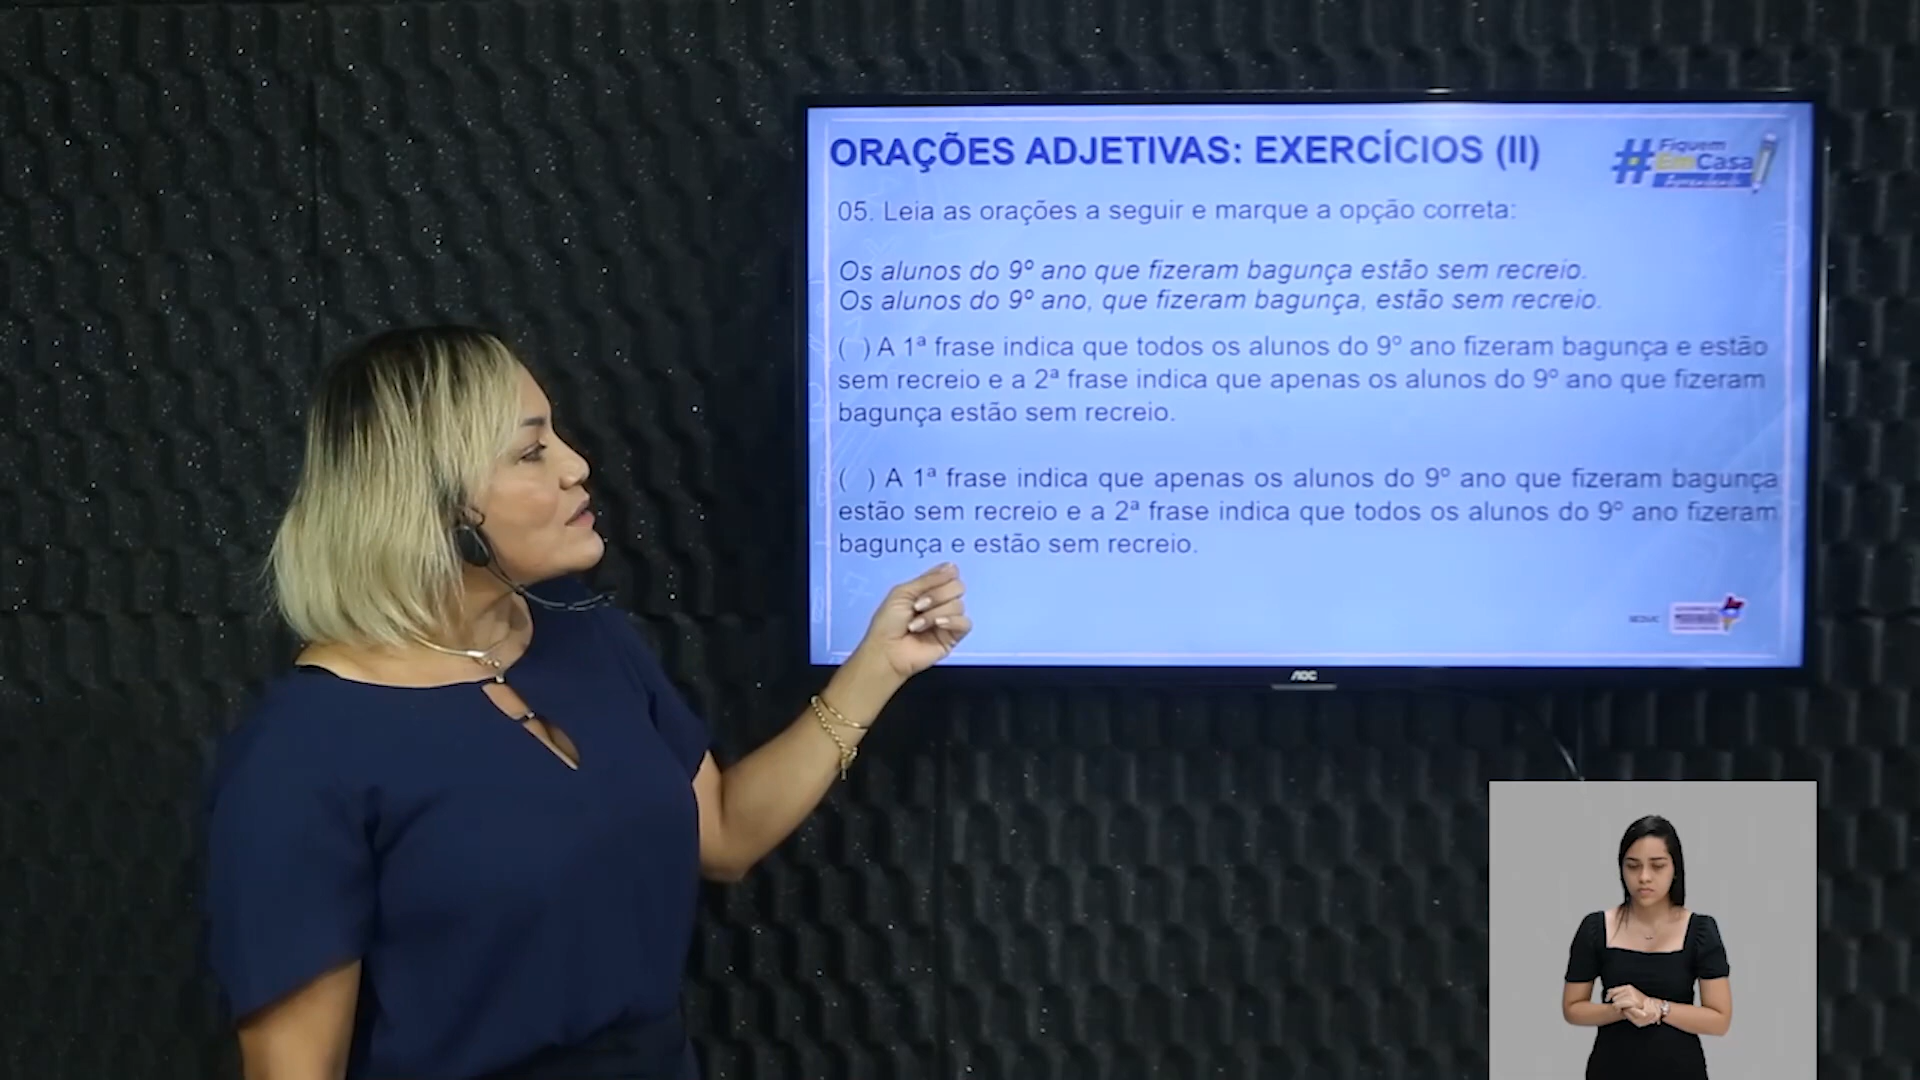 ORAÇÕES ADJETIVAS: EXERCÍCIOS (II)
#Fiquem
EmCasa
05. Leia as orações a seguir e marque a opção correta:
Os alunos do 9º ano que fizeram bagunça estão sem recreio.
Os alunos do 9º ano, que fizeram bagunça, estão sem recreio.
( ) A 1ª frase indica que todos os alunos do 9º ano fizeram bagunça e estão
sem recreio e a 2ª frase indica que apenas os alunos do 9º ano que fizeram
bagunça estão sem recreio.
( ) A 1ª frase indica que apenas os alunos do 9º ano que fizeram bagunça
estão sem recreio e a 2ª frase indica que todos os alunos do 9º ano fizeram
bagunça e estão sem recreio.
AOC